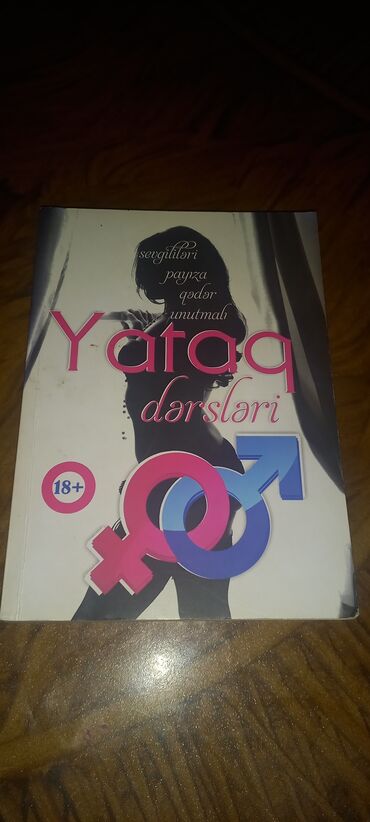 sevgililəri
payıza
qədər
unutmalı
Yataq
dərsləri
18+